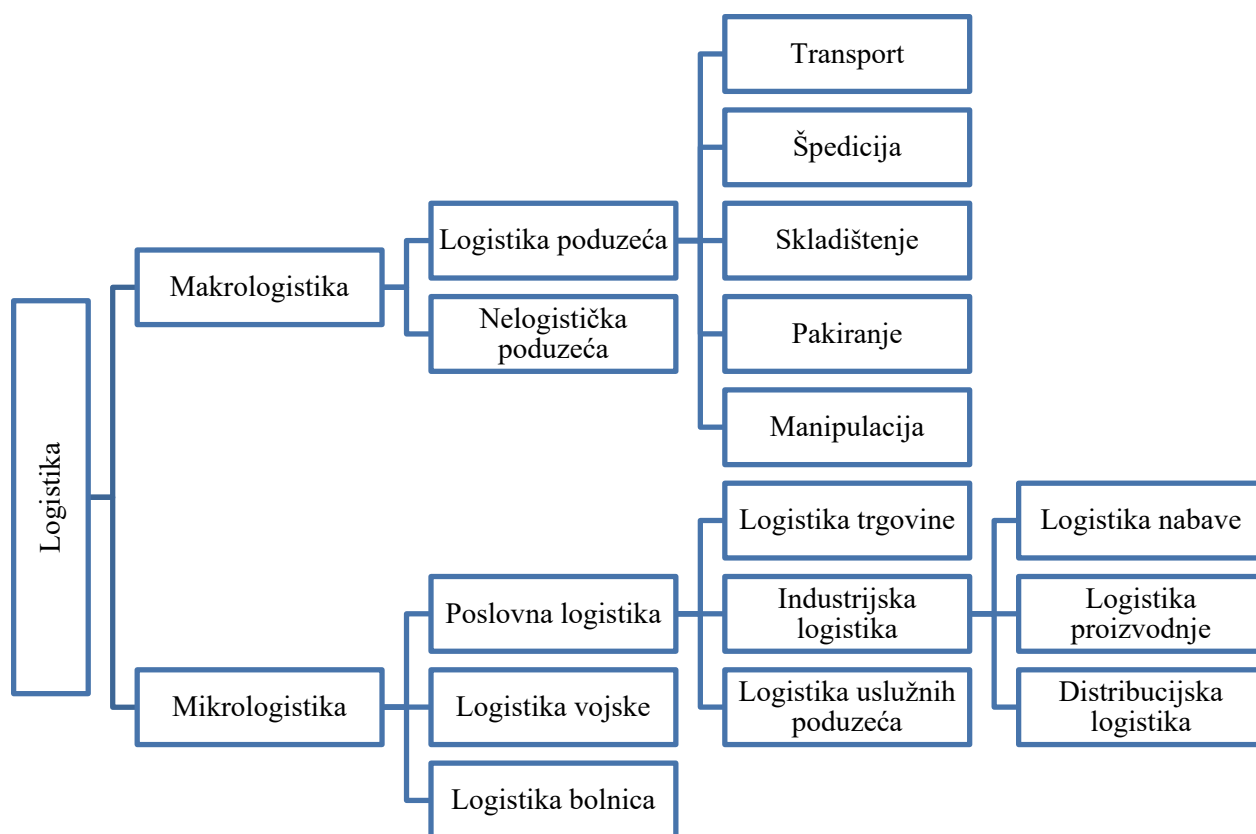 Logistika
Makrologistika
Logistika poduzeća
Transport
Špedicija
Skladištenje
Pakiranje
Manipulacija
Nelogistička
poduzeća
Mikrologistika
Poslovna logistika
Logistika trgovine
Industrijska
logistika
Logistika nabave
Logistika
proizvodnje
Distribucijska
logistika
Logistika uslužnih
poduzeća
Logistika vojske
Logistika bolnica